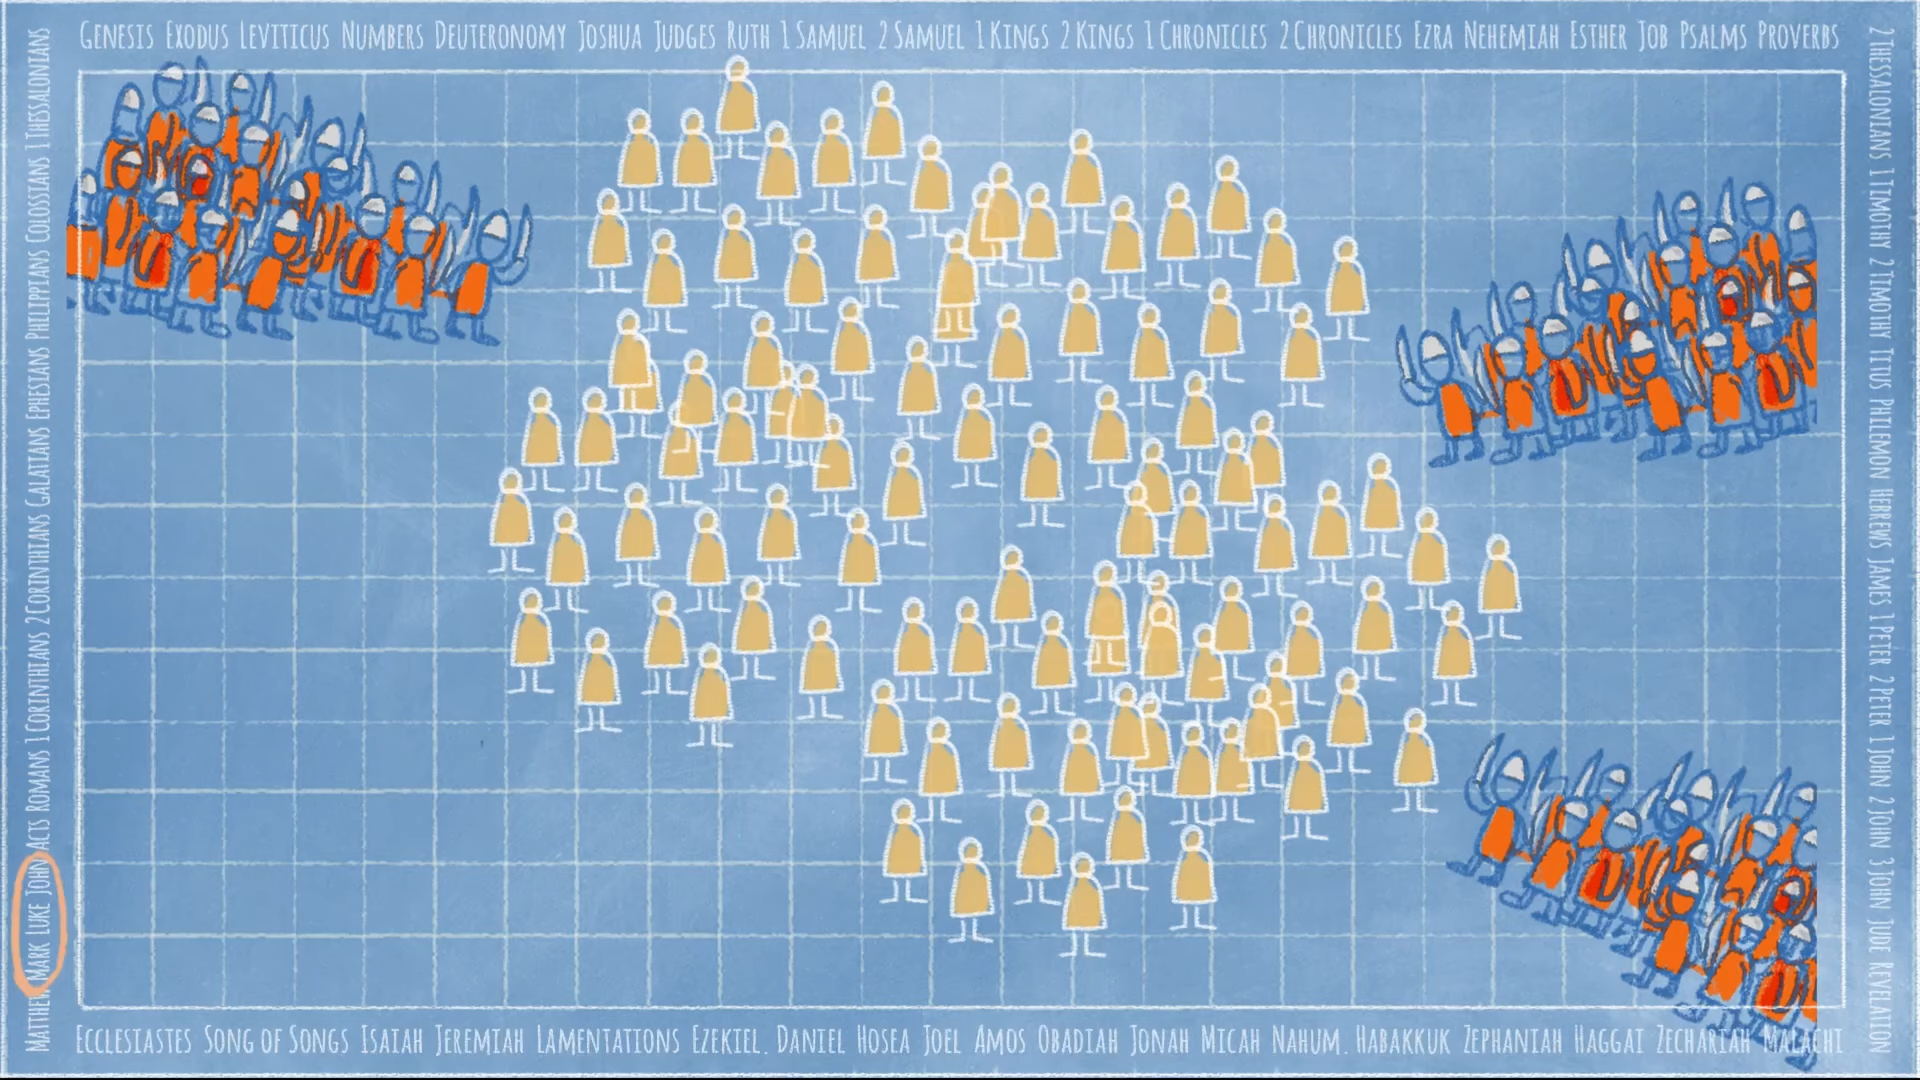 GENESIS EXODUS LEVITICUS NUMBERS DEUTERONOMY JOSHUA JUDGES RUTH 1 SAMUEL 2 SAMUEL 1 KINGS 2 KINGS 1 CHRONICLES 2 CHRONICLES EZRA NEHEMIAH ESTHER JOB PSALMS PROVERBS
ECCLESIASTES SONG OF SONGS ISAIAH JEREMIAH LAMENTATIONS EZEKIEL. DANIEL HOSEA JOEL AMOS OBADIAH JONAH MICAH NAHUM. HABAKKUK ZEPHANIAH HAGGAI ZECHARIAH MALACHI
MATTHEW MARK LUKE JOHN ACTS ROMANS 1 CORINTHIANS 2 CORINTHIANS GALATIANS EPHESIANS PHILIPPIANS COLOSSIANS 1 THESSALONIANS
2 THESSALONIANS 1 TIMOTHY 2 TIMOTHY TITUS PHILEMON HEBREWS JAMES 1 PETER 2 PETER 1 JOHN 2 JOHN 3 JOHN JUDE REVELATION